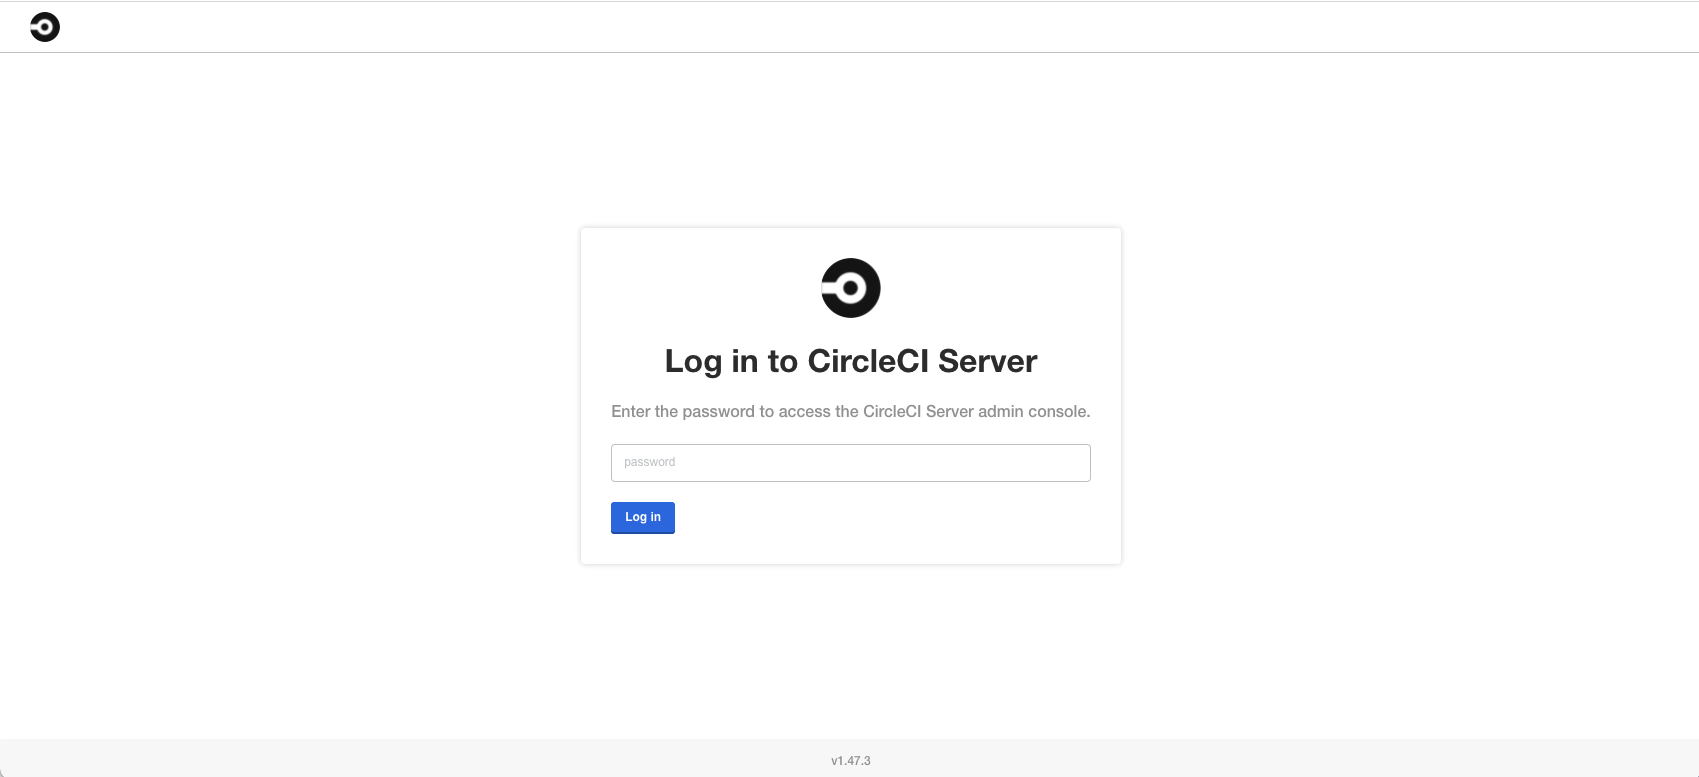 Log in to CircleCI Server
Enter the password to access the CircleCI Server admin console.
password
Log in
v1.47.3